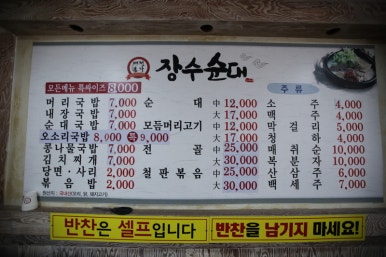 장수순대
모든메뉴 특싸이즈 8,000
주류
머리국밥 7,000 순대 中 12,000 소주 4,000
내장국밥 7,000 大 17,000 맥주 4,000
순대국밥 7,000 모듬머리고기 中 12,000 막걸리 5,000
오소리국밥 8,000 특 9,000 大 17,000 청하 4,000
콩나물국밥 7,000 전골 中 25,000 매취순 10,000
김치찌개 7,000 大 30,000 복분자 10,000
당면·사리 2,000 철판볶음 中 25,000 산삼주 6,000
볶음밥 2,000 大 30,000 백세주 7,000
반찬은 셀프입니다
반찬을 남기지 마세요!